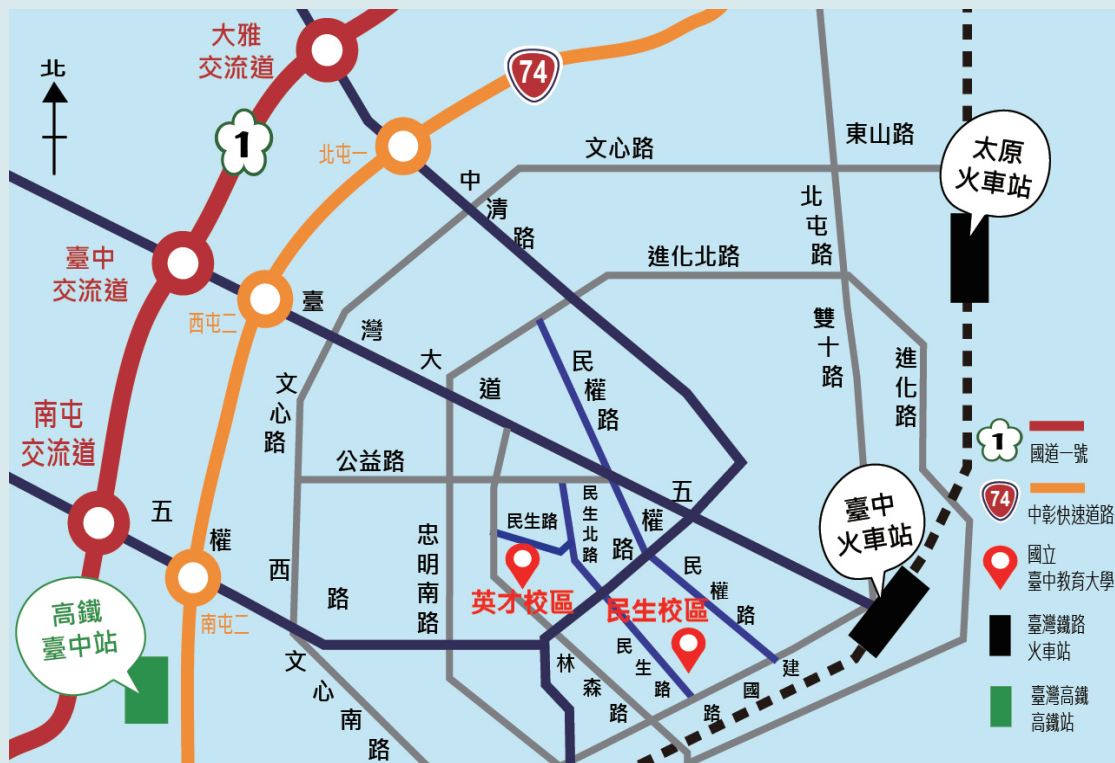 大雅
交流道
北
1
74
北屯一
中清路
文心路
東山路
太原
火車站
北屯路
臺中
交流道
西屯二
臺灣大道
進化北路
雙十路
進化路
民權路
文心路
南屯
交流道
公益路
五權西路
南屯二
忠明南路
民生路
民生北路
五權路
民權路
英才校區
民生校區
臺中
火車站
高鐵
臺中站
文心南路
林森路
民生路
建國路
1
國道一號
74
中彰快速道路
國立
臺中教育大學
臺灣鐵路
火車站
臺灣高鐵
高鐵站